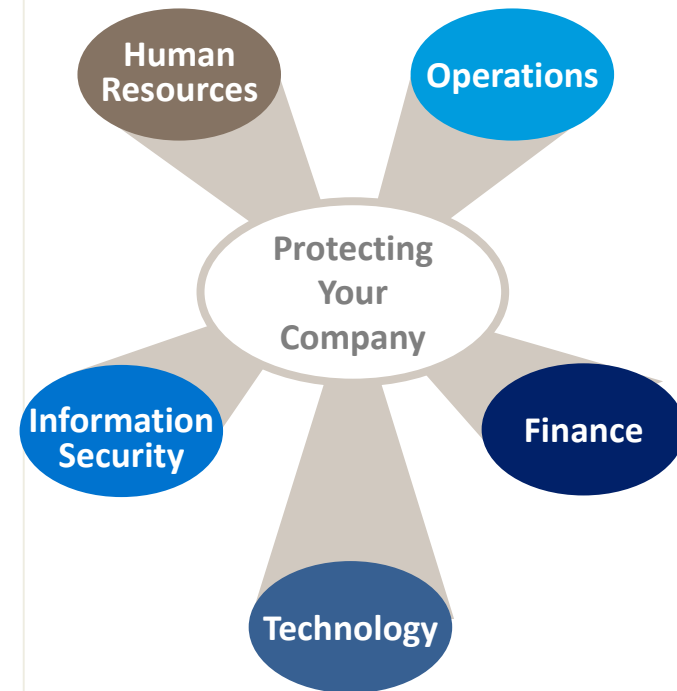 Human
Resources
Operations
Protecting
Your
Company
Information
Security
Finance
Technology